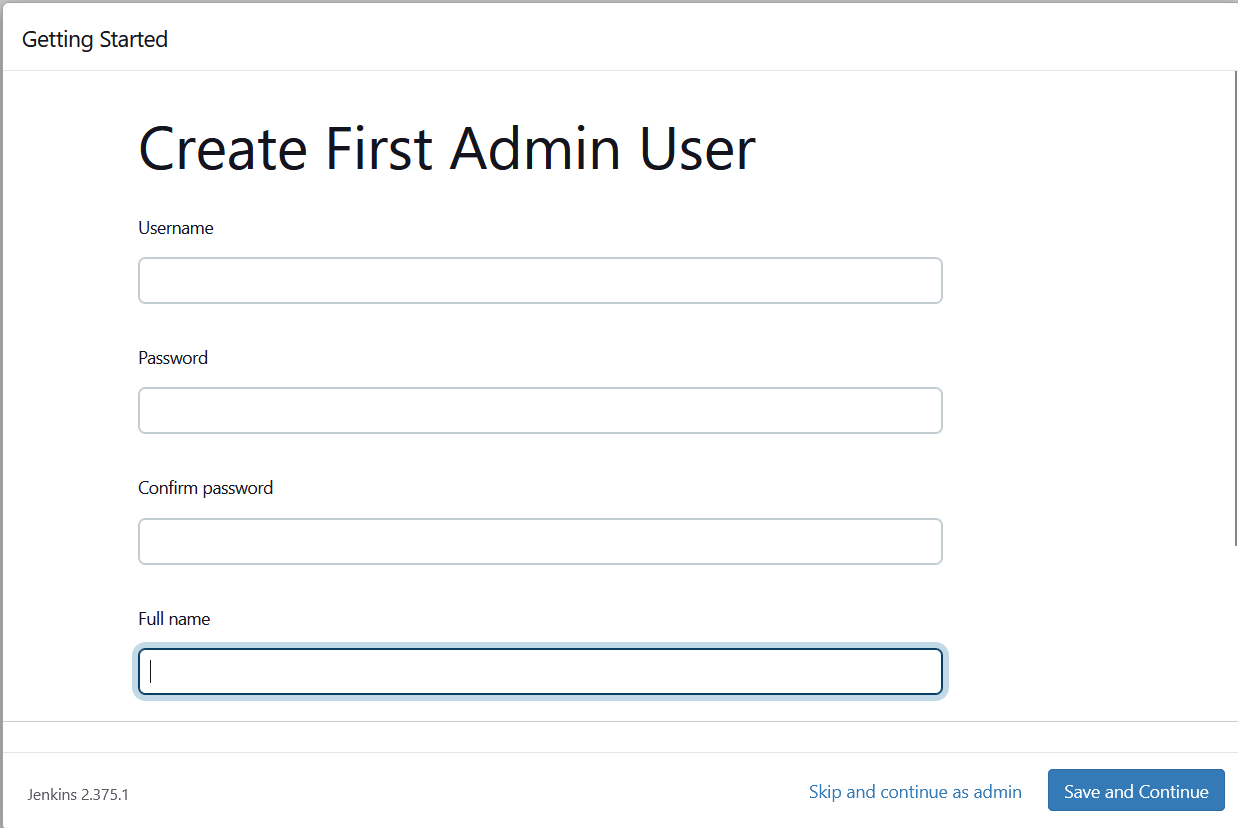 Getting Started
Create First Admin User
Username
Password
Confirm password
Full name
Jenkins 2.375.1
Skip and continue as admin
Save and Continue